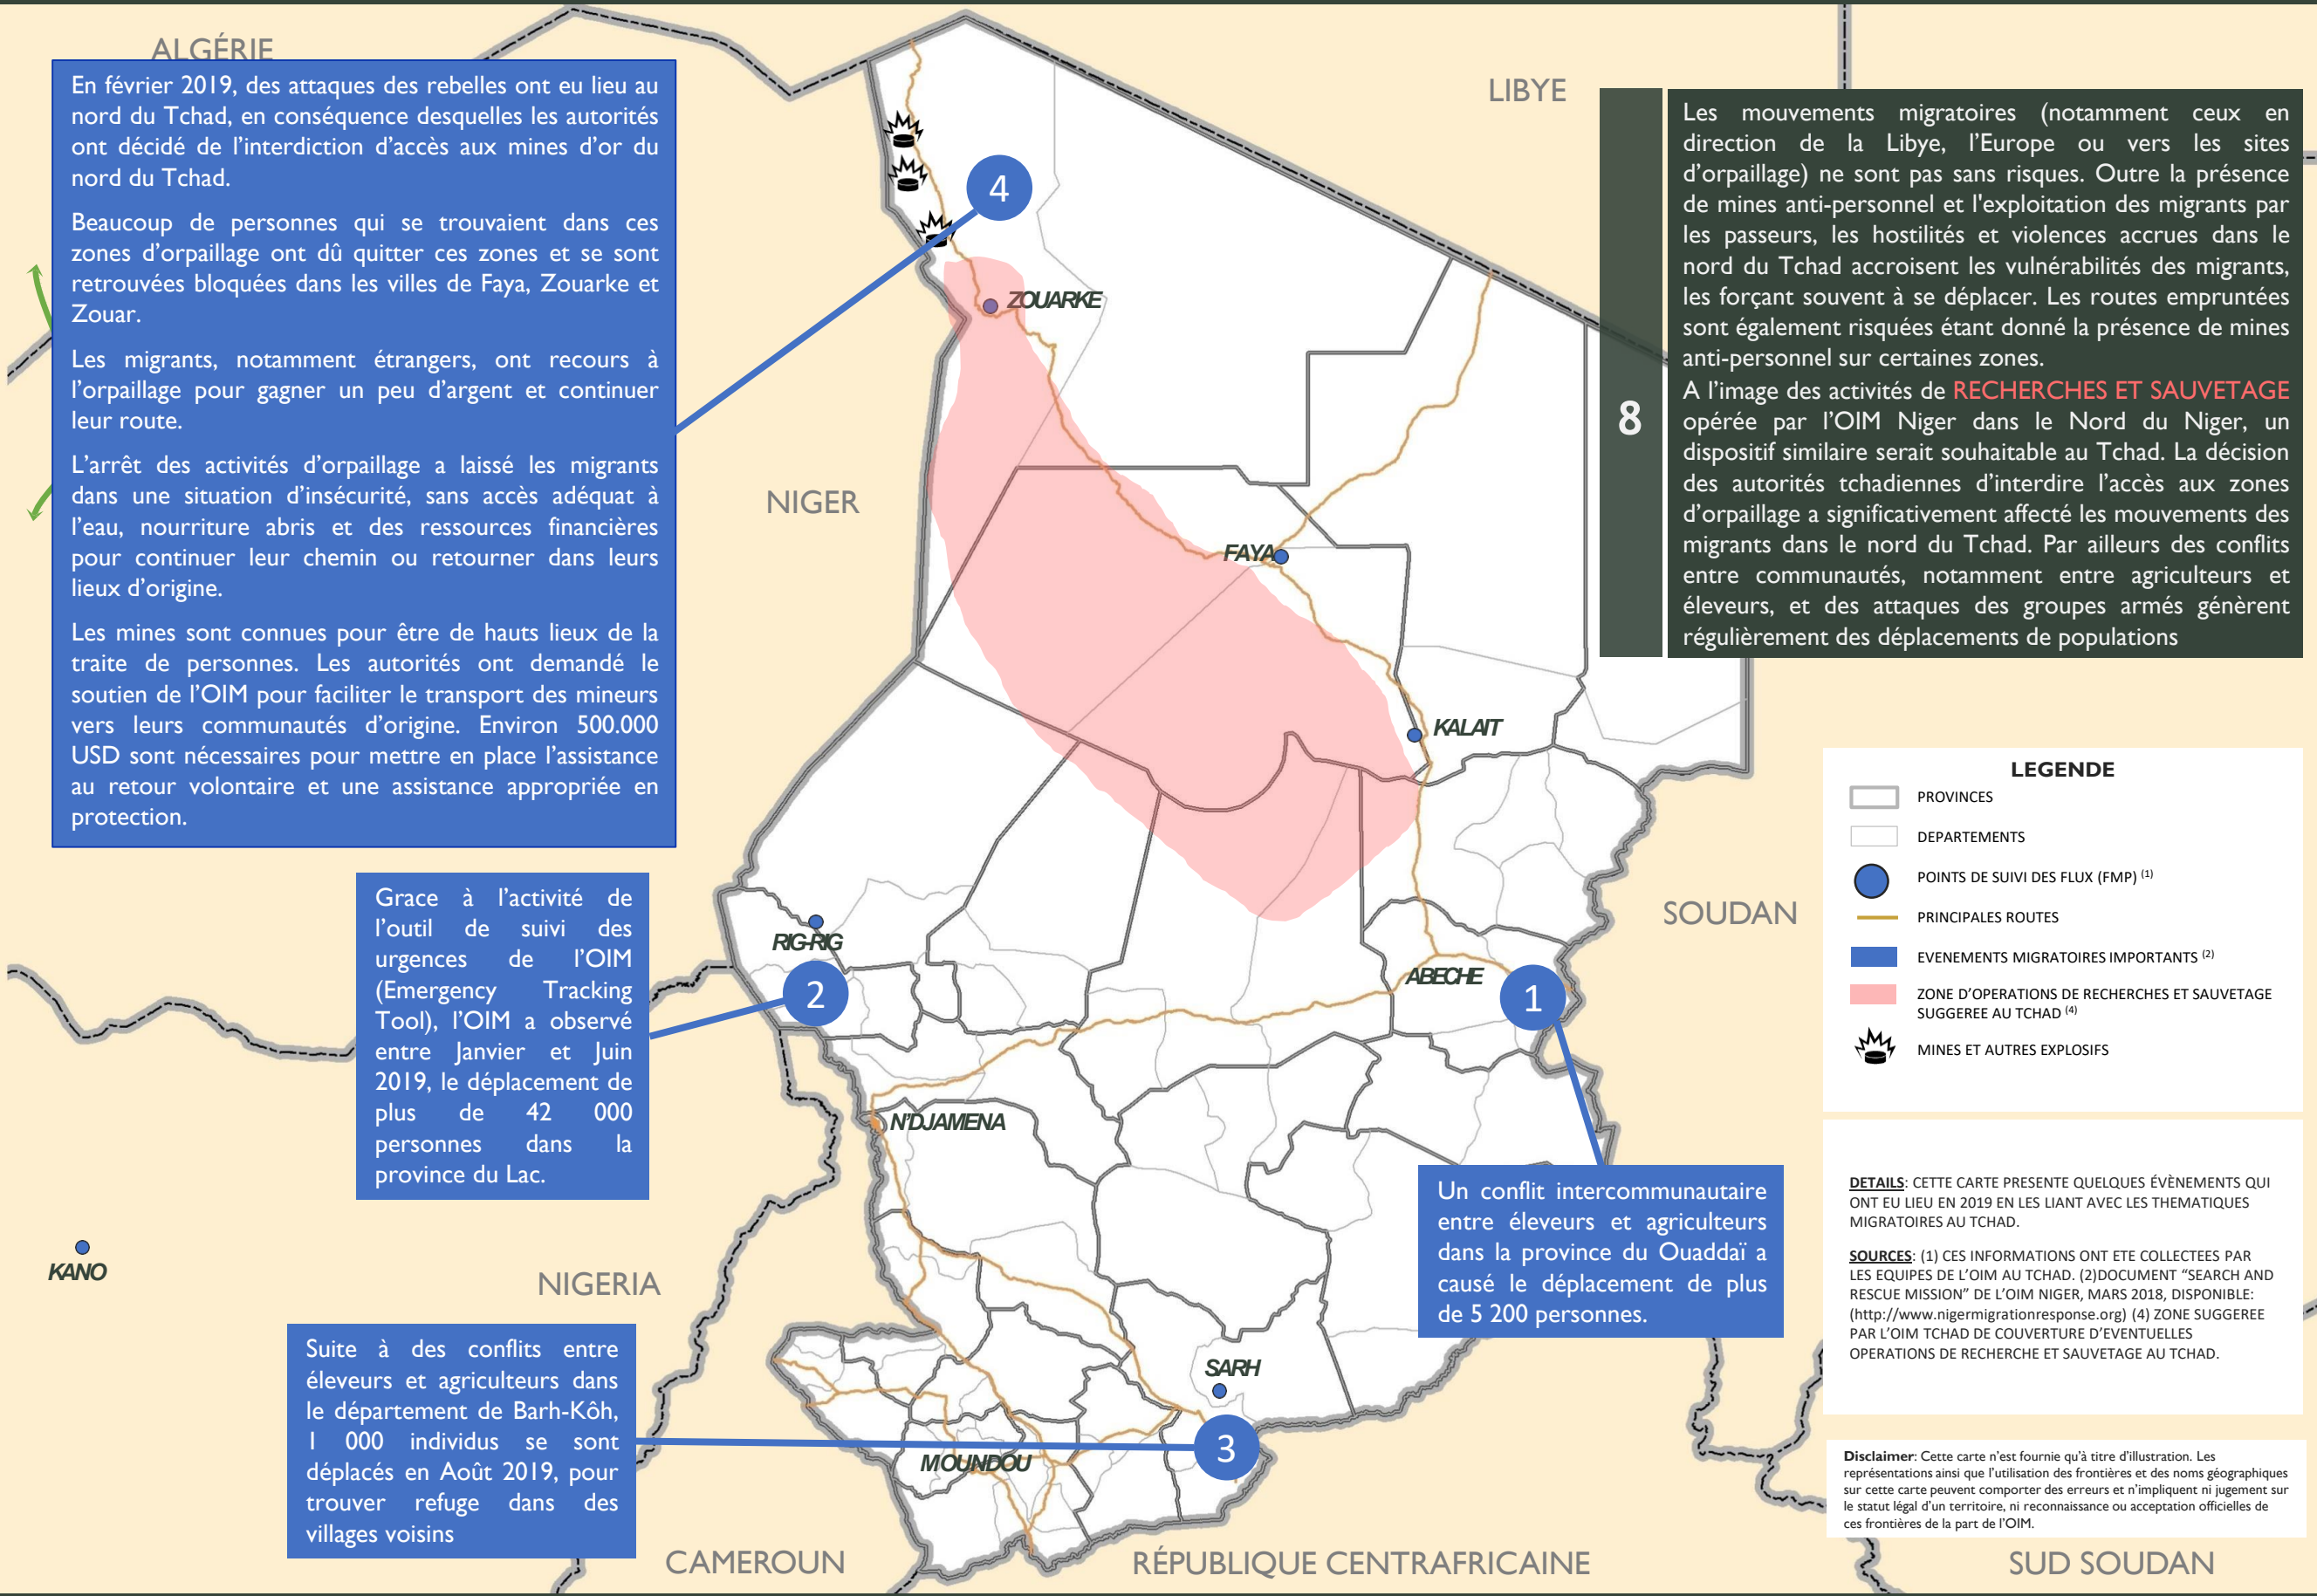 ALGÉRIE
LIBYE
En février 2019, des attaques des rebelles ont eu lieu au
nord du Tchad, en conséquence desquelles les autorités
ont décidé de l'interdiction d'accès aux mines d'or du
nord du Tchad.
Beaucoup de personnes qui se trouvaient dans ces
zones d'orpaillage ont dû quitter ces zones et se sont
retrouvées bloquées dans les villes de Faya, Zouarke et
Zouar.
Les migrants, notamment étrangers, ont recours à
l'orpaillage pour gagner un peu d'argent et continuer
leur route.
L'arrêt des activités d'orpaillage a laissé les migrants
dans une situation d'insécurité, sans accès adéquat à
l'eau, nourriture abris et des ressources financières
pour continuer leur chemin ou retourner dans leurs
lieux d'origine.
Les mines sont connues pour être de hauts lieux de la
traite de personnes. Les autorités ont demandé le
soutien de l'OIM pour faciliter le transport des mineurs
vers leurs communautés d'origine. Environ 500.000
USD sont nécessaires pour mettre en place l'assistance
au retour volontaire et une assistance appropriée en
protection.
8
Les mouvements migratoires (notamment ceux en
direction de la Libye, l'Europe ou vers les sites
d'orpaillage) ne sont pas sans risques. Outre la présence
de mines anti-personnel et l'exploitation des migrants par
les passeurs, les hostilités et violences accrues dans le
nord du Tchad accroisent les vulnérabilités des migrants,
les forçant souvent à se déplacer. Les routes empruntées
sont également risquées étant donné la présence de mines
anti-personnel sur certaines zones.
A l'image des activités de RECHERCHES ET SAUVETAGE
opérée par l'OIM Niger dans le Nord du Niger, un
dispositif similaire serait souhaitable au Tchad. La décision
des autorités tchadiennes d'interdire l'accès aux zones
d'orpaillage a significativement affecté les mouvements des
migrants dans le nord du Tchad. Par ailleurs des conflits
entre communautés, notamment entre agriculteurs et
éleveurs, et des attaques des groupes armés génèrent
régulièrement des déplacements de populations
4
ZOUARKE
NIGER
FAYA
KALAIT
LEGENDE
PROVINCES
DEPARTEMENTS
POINTS DE SUIVI DES FLUX (FMP) (1)
PRINCIPALES ROUTES
EVENEMENTS MIGRATOIRES IMPORTANTS (2)
ZONE D'OPERATIONS DE RECHERCHES ET SAUVETAGE
SUGGEREE AU TCHAD (4)
MINES ET AUTRES EXPLOSIFS
Grace à l'activité de
l'outil de suivi des
urgences de l'OIM
(Emergency Tracking
Tool), l'OIM a observé
entre Janvier et Juin
2019, le déplacement de
plus de 42 000
personnes dans la
province du Lac.
RIG-RIG
2
SOUDAN
ABECHE
1
N'DJAMENA
Un conflit intercommunautaire
entre éleveurs et agriculteurs
dans la province du Ouaddaï a
causé le déplacement de plus
de 5 200 personnes.
DETAILS: CETTE CARTE PRESENTE QUELQUES ÉVÈNEMENTS QUI
ONT EU LIEU EN 2019 EN LES LIANT AVEC LES THEMATIQUES
MIGRATOIRES AU TCHAD.
SOURCES: (1) CES INFORMATIONS ONT ETE COLLECTEES PAR
LES EQUIPES DE L'OIM AU TCHAD. (2)DOCUMENT "SEARCH AND
RESCUE MISSION" DE L'OIM NIGER, MARS 2018, DISPONIBLE:
(http://www.nigermigrationresponse.org) (4) ZONE SUGGEREE
PAR L'OIM TCHAD DE COUVERTURE D'EVENTUELLES
OPERATIONS DE RECHERCHE ET SAUVETAGE AU TCHAD.
KANO
NIGERIA
Suite à des conflits entre
éleveurs et agriculteurs dans
le département de Barh-Kôh,
1 000 individus se sont
déplacés en Août 2019, pour
trouver refuge dans des
villages voisins
SARH
3
MOUNDOU
Disclaimer: Cette carte n'est fournie qu'à titre d'illustration. Les
représentations ainsi que l'utilisation des frontières et des noms géographiques
sur cette carte peuvent comporter des erreurs et n'impliquent ni jugement sur
le statut légal d'un territoire, ni reconnaissance ou acceptation officielles de
ces frontières de la part de l'OIM.
CAMEROUN
RÉPUBLIQUE CENTRAFRICAINE
SUD SOUDAN